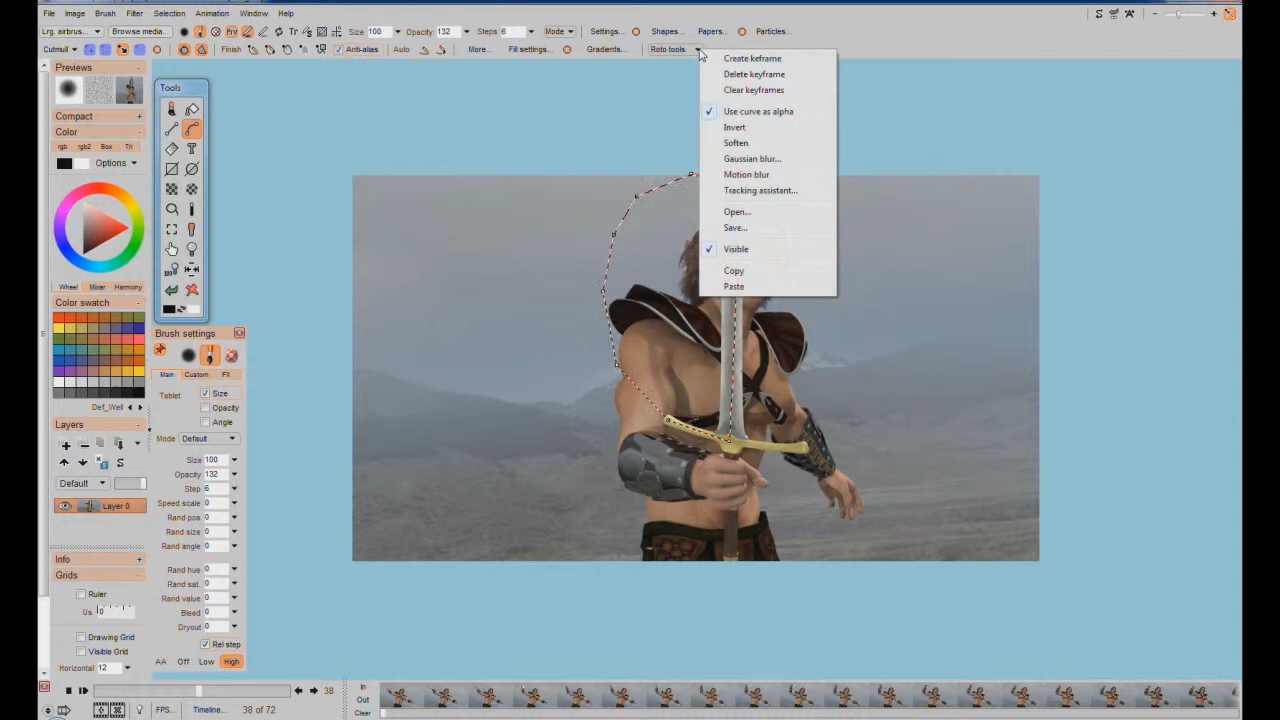 File Image Brush Filter Selection Animation Window Help
Lrg. airbrus... Browse media... Prv Tr Size 100 Opacity 132 Steps 6 Mode Settings... Shapes... Papers... Particles...
Cutmull Finish Anti-alias Auto More... Fill settings... Gradients... Roto tools
Create keframe
Delete keyframe
Clear keyframes
Use curve as alpha
Invert
Soften
Gaussian blur...
Motion blur
Tracking assistant...
Open...
Save...
Visible
Copy
Paste
Previews
Compact +
Color -
rgb rgb2 Box Tri
Options
Wheel Mixer Harmony
Color swatch -
Def_Well
Layers -
Default
Layer 0
Info +
Grids -
Ruler
Us 0
Drawing Grid
Visible Grid
Horizontal 12
Tools
T
Brush settings
Main Custom FX
Tablet Size
Opacity
Angle
Mode Default
Size 100
Opacity 132
Step 6
Speed scale 0
Rand pos 0
Rand size 0
Rand angle 0
Rand hue 0
Rand sat. 0
Rand value 0
Bleed 0
Dryout 0
Rel step
AA Off Low High
38
In
Out
Clear
FPS... Timeline... 38 of 72